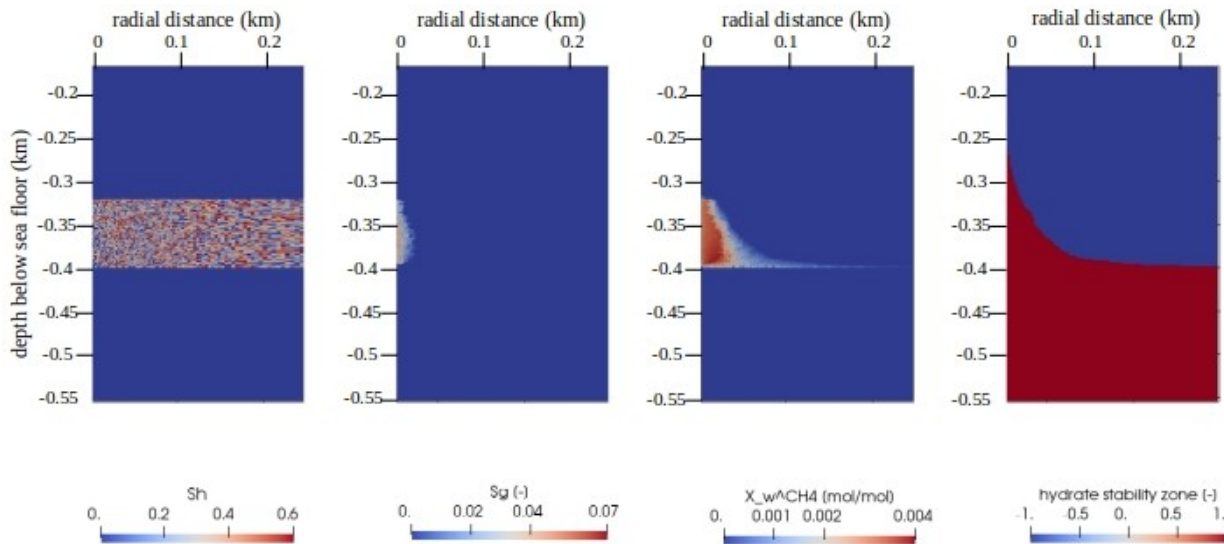 radial distance (km) radial distance (km) radial distance (km) radial distance (km)
0 0.1 0.2 0 0.1 0.2 0 0.1 0.2 0 0.1 0.2
depth below sea floor (km)
-0.2 -0.2 -0.2 -0.2
-0.25 -0.25 -0.25 -0.25
-0.3 -0.3 -0.3 -0.3
-0.35 -0.35 -0.35 -0.35
-0.4 -0.4 -0.4 -0.4
-0.45 -0.45 -0.45 -0.45
-0.5 -0.5 -0.5 -0.5
-0.55 -0.55 -0.55 -0.55
Sh Sg (-) X_w^CH4 (mol/mol) hydrate stability zone (-)
0. 0.2 0.4 0.6 0. 0.02 0.04 0.07 0. 0.001 0.002 0.004 -1. -0.5 0. 0.5 1.